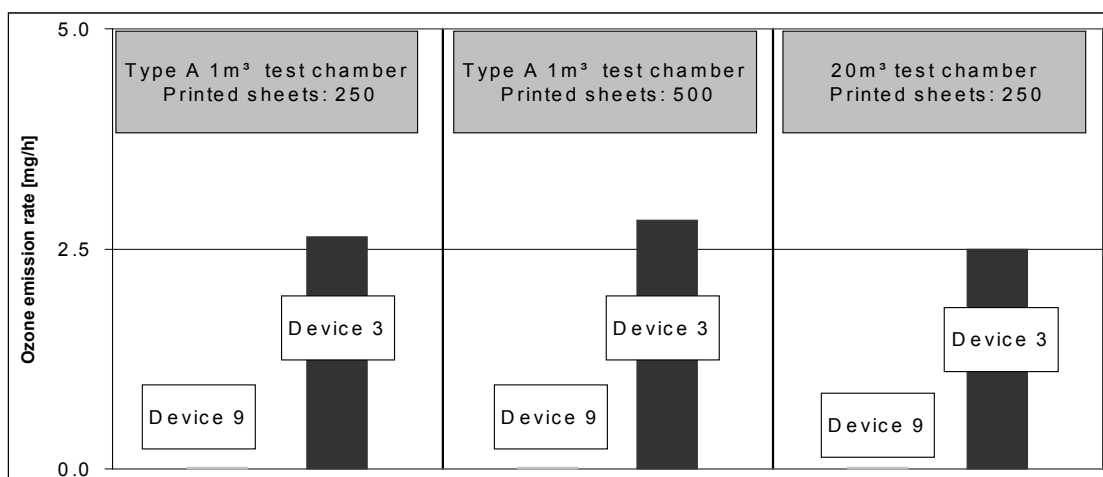 5.0
Type A 1m³ test chamber
Printed sheets: 250
Type A 1m³ test chamber
Printed sheets: 500
20m³ test chamber
Printed sheets: 250
Ozone emission rate [mg/h]
2.5
Device 3
Device 3
Device 3
Device 9
Device 9
Device 9
0.0